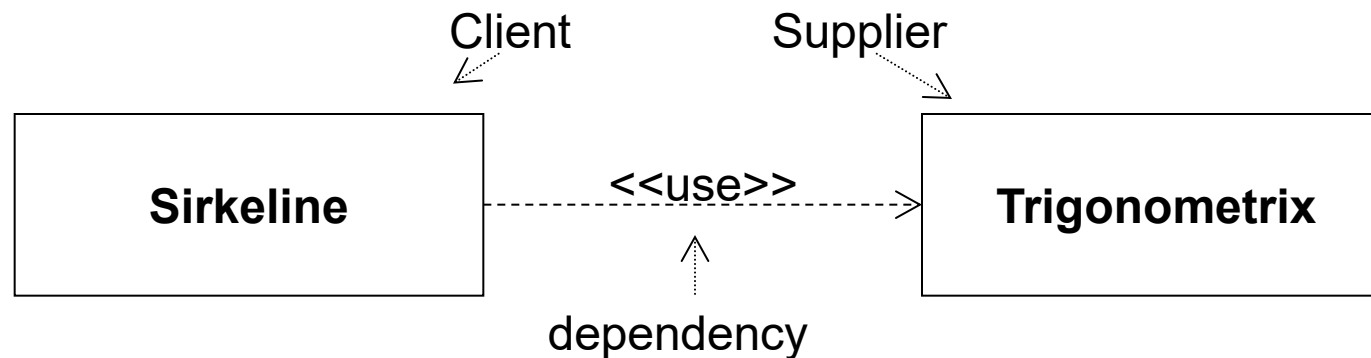 Client
Supplier
Sirkeline
<<use>>
Trigonometrix
dependency